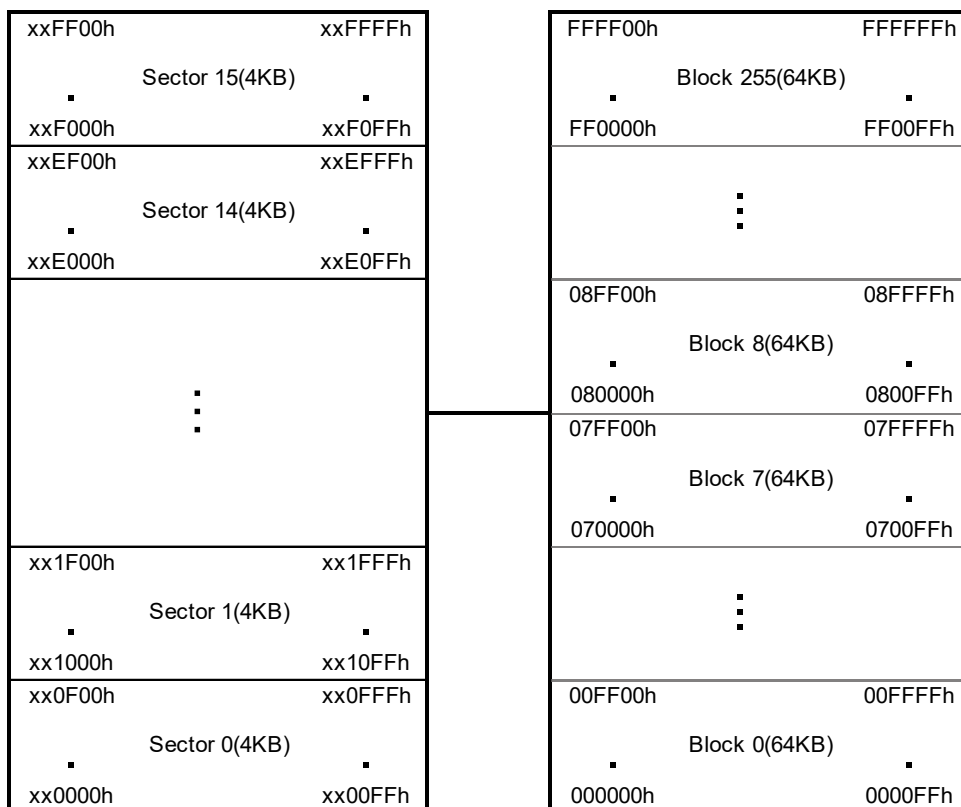 xxFF00h xxFFFFh
Sector 15(4KB)
xxF000h xxF0FFh
xxEF00h xxEFFFh
Sector 14(4KB)
xxE000h xxE0FFh
xx1F00h xx1FFFh
Sector 1(4KB)
xx1000h xx10FFh
xx0F00h xx0FFFh
Sector 0(4KB)
xx0000h xx00FFh
FFFF00h FFFFFFh
Block 255(64KB)
FF0000h FF00FFh
08FF00h 08FFFFh
Block 8(64KB)
080000h 0800FFh
07FF00h 07FFFFh
Block 7(64KB)
070000h 0700FFh
00FF00h 00FFFFh
Block 0(64KB)
000000h 0000FFh